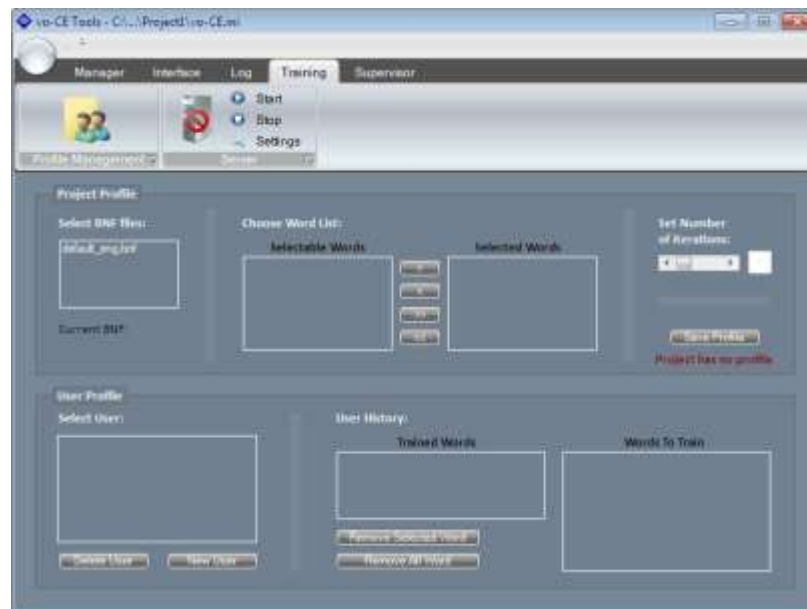 vo-CE Tools - C:\...\Project1\vo-CE.ini
Manager Interface Log Training Supervisor
Start
Stop
Settings
Profile Management
Server
Project Profile
Select BNF files:
Choose Word List:
Set Number
of iterations:
Selectable Words
Selected Words
default_eng.bnf
>
<
>>
<<
Current BNF:
Save Profile
Project has no profile
User Profile
Select User:
User History:
Trained Words
Words To Train
Remove Selected Word
Delete User
New User
Remove All Word